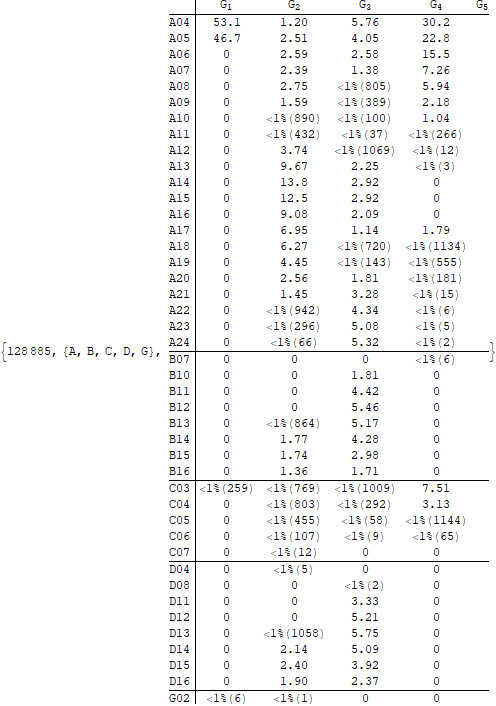 G1 G2 G3 G4 G5
A04 53.1 1.20 5.76 30.2
A05 46.7 2.51 4.05 22.8
A06 0 2.59 2.58 15.5
A07 0 2.39 1.38 7.26
A08 0 2.75 <1%(805) 5.94
A09 0 1.59 <1%(389) 2.18
A10 0 <1%(890) <1%(100) 1.04
A11 0 <1%(432) <1%(37) <1%(266)
A12 0 3.74 <1%(1069) <1%(12)
A13 0 9.67 2.25 <1%(3)
A14 0 13.8 2.92 0
A15 0 12.5 2.92 0
A16 0 9.08 2.09 0
A17 0 6.95 1.14 1.79
A18 0 6.27 <1%(720) <1%(1134)
A19 0 4.45 <1%(143) <1%(555)
A20 0 2.56 1.81 <1%(181)
A21 0 1.45 3.28 <1%(15)
A22 0 <1%(942) 4.34 <1%(6)
A23 0 <1%(296) 5.08 <1%(5)
A24 0 <1%(66) 5.32 <1%(2)
{128 885, {A, B, C, D, G}, }
B07 0 0 0 <1%(6)
B10 0 0 1.81 0
B11 0 0 4.42 0
B12 0 0 5.46 0
B13 0 <1%(864) 5.17 0
B14 0 1.77 4.28 0
B15 0 1.74 2.98 0
B16 0 1.36 1.71 0
C03 <1%(259) <1%(769) <1%(1009) 7.51
C04 0 <1%(803) <1%(292) 3.13
C05 0 <1%(455) <1%(58) <1%(1144)
C06 0 <1%(107) <1%(9) <1%(65)
C07 0 <1%(12) 0 0
D04 0 <1%(5) 0 0
D08 0 0 <1%(2) 0
D11 0 0 3.33 0
D12 0 0 5.21 0
D13 0 <1%(1058) 5.75 0
D14 0 2.14 5.09 0
D15 0 2.40 3.92 0
D16 0 1.90 2.37 0
G02 <1%(6) <1%(1) 0 0